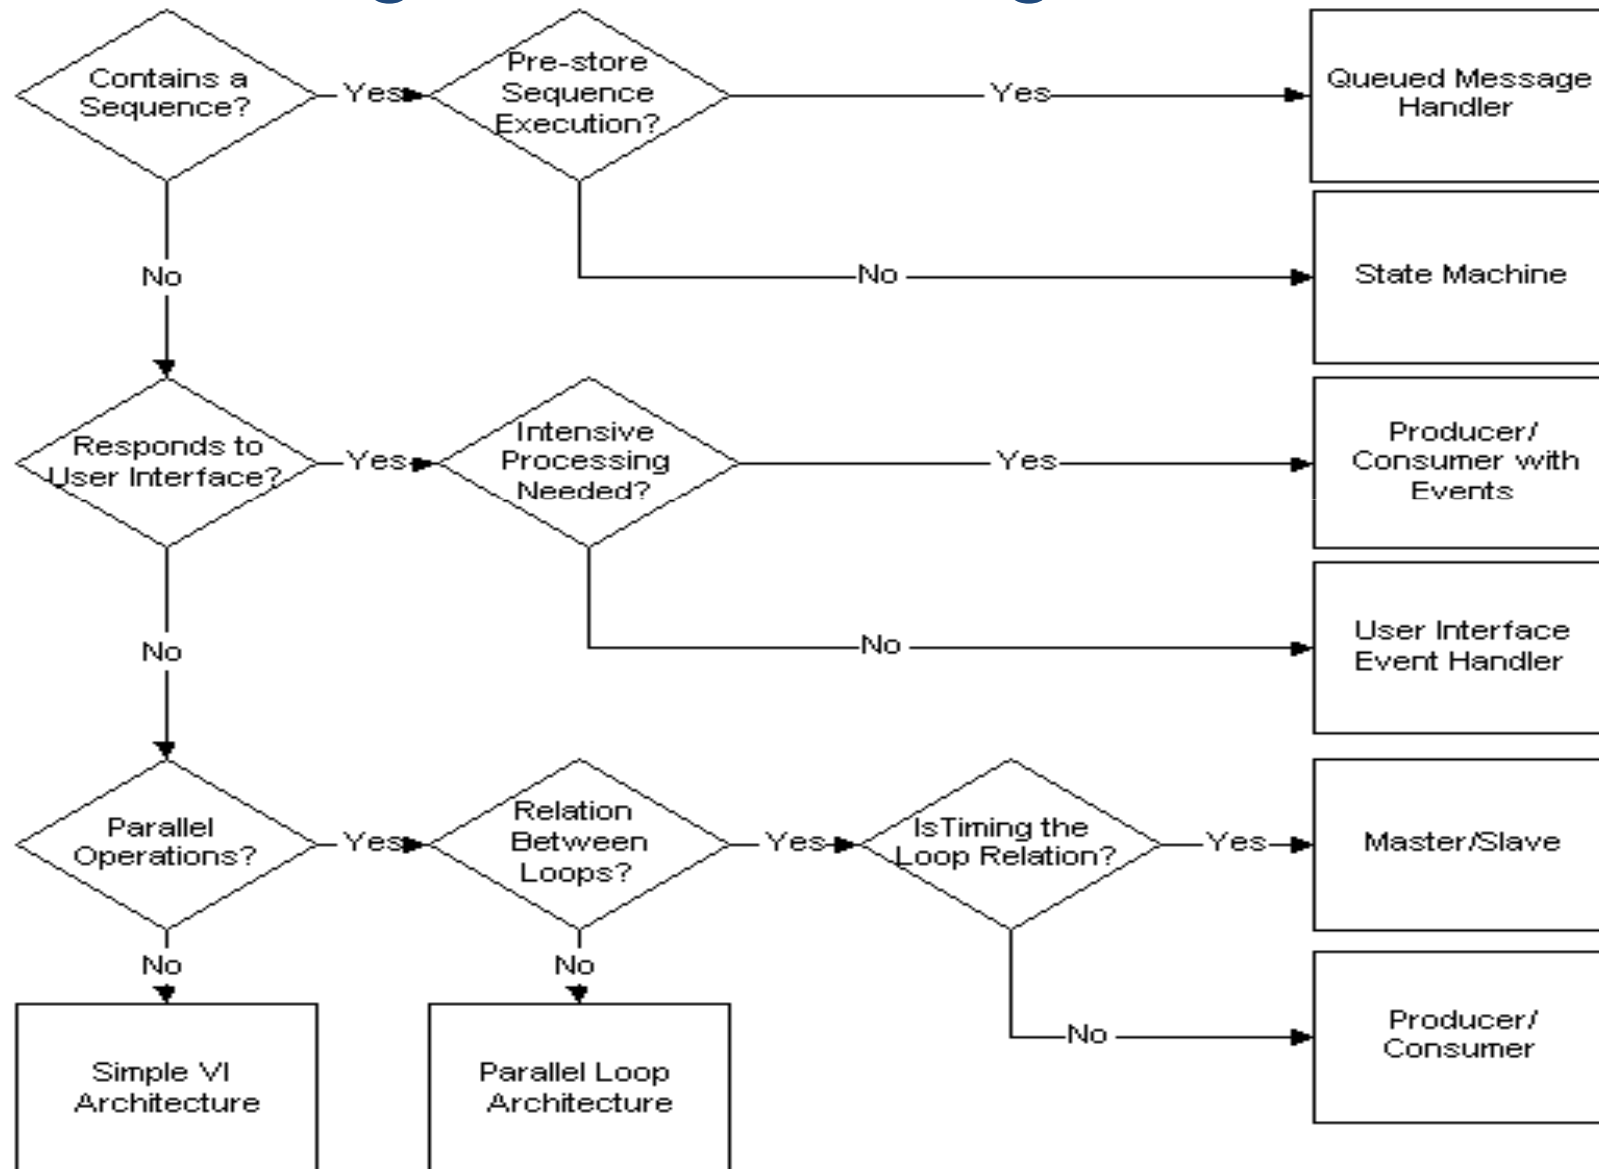 Contains a
Sequence?
Yes
Pre-store
Sequence
Execution?
Yes
Queued Message
Handler
No
No
State Machine
Responds to
User Interface?
Yes
Intensive
Processing
Needed?
Yes
Producer/
Consumer with
Events
No
No
User Interface
Event Handler
Parallel
Operations?
Yes
Relation
Between
Loops?
Yes
IsTiming the
Loop Relation?
Yes
Master/Slave
No
No
No
Producer/
Consumer
Simple VI
Architecture
Parallel Loop
Architecture